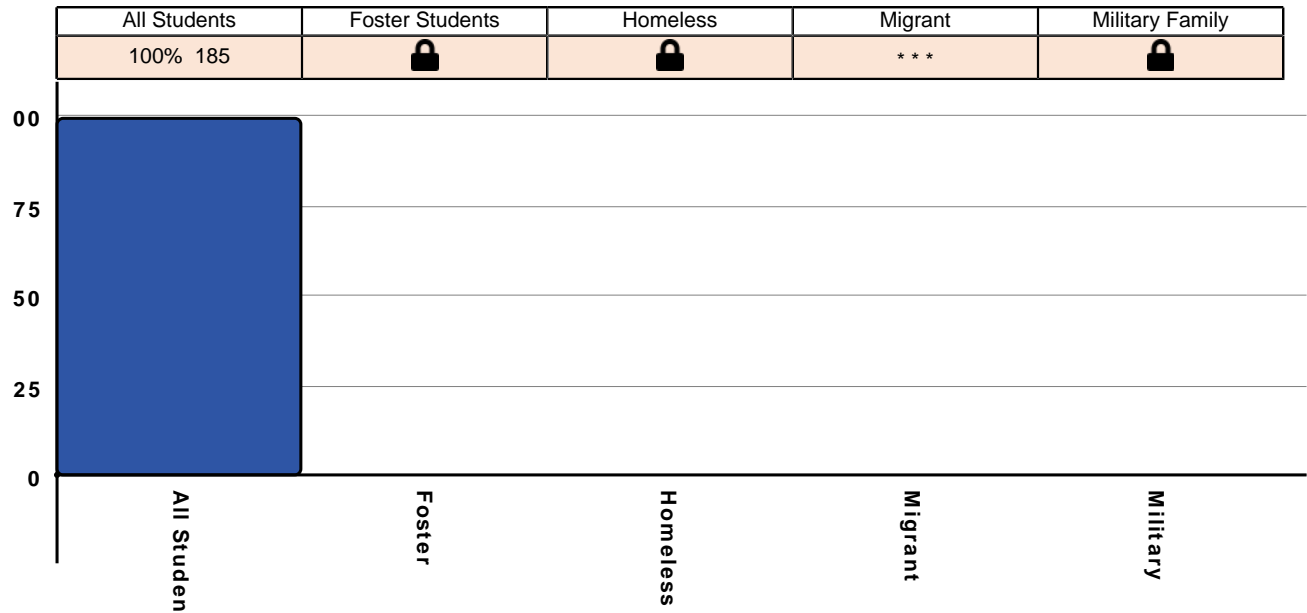 All Students Foster Students Homeless Migrant Military Family
100% 185 * * *
00
75
50
25
0
All Studen
Foster
Homeless
Migrant
Military